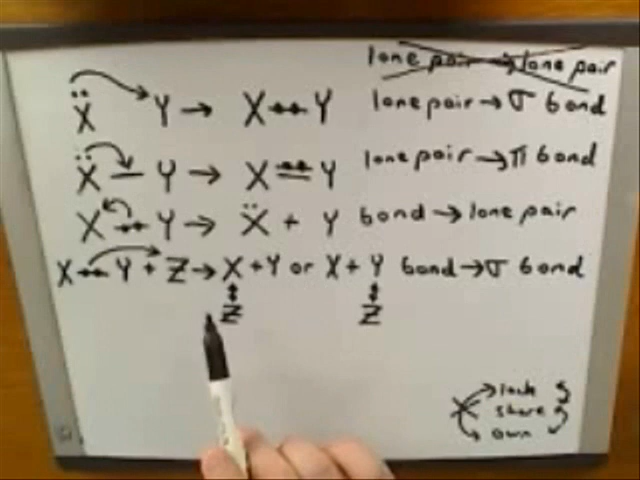 lone pair → lone pair
Ẍ Y → X Y lone pair → σ bond
Ẍ — Y → X = Y lone pair → π bond
X — Y → Ẍ + Y bond → lone pair
X — Y + Z → X + Y or X + Y bond → σ bond
Z Z
lack
X share
own